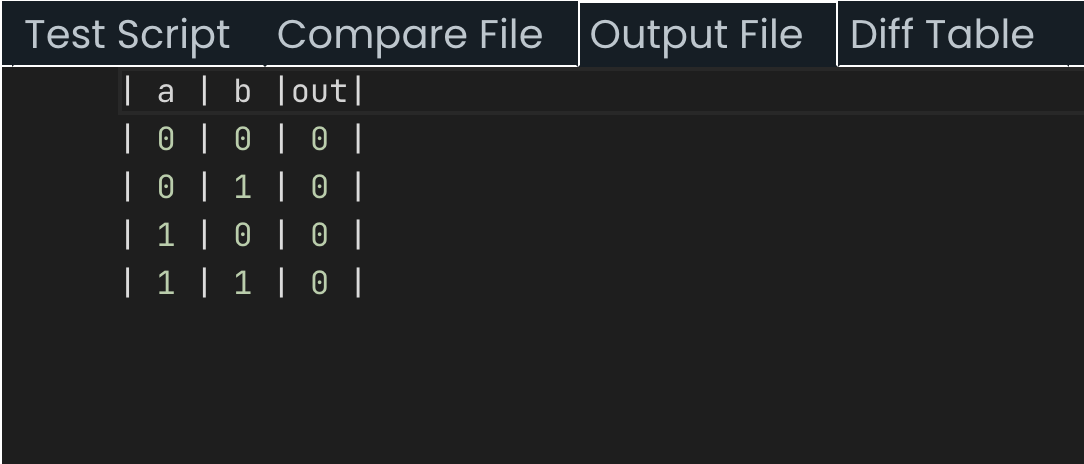 Test Script Compare File Output File Diff Table
| a | b |out|
| 0 | 0 | 0 |
| 0 | 1 | 0 |
| 1 | 0 | 0 |
| 1 | 1 | 0 |